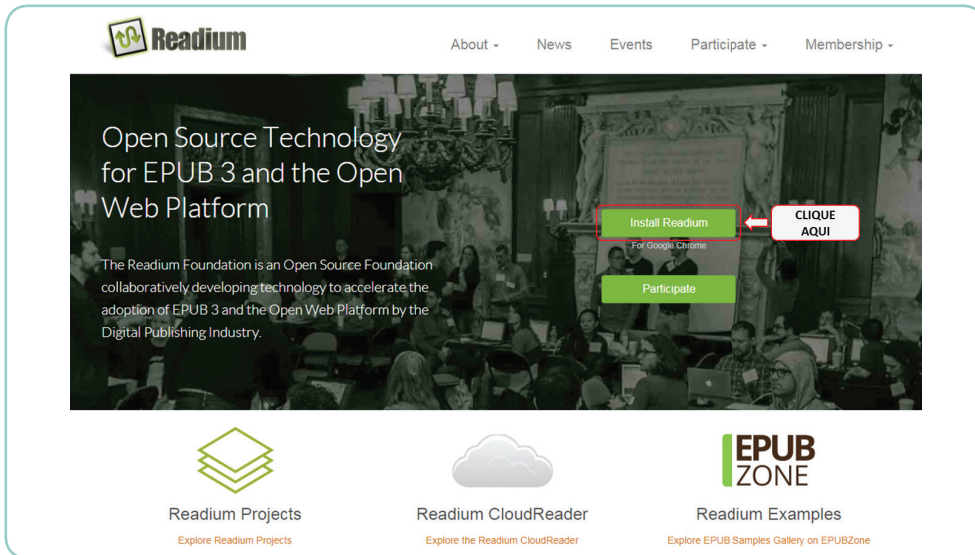 Readium
About
News
Events
Participate
Membership
Open Source Technology
for EPUB 3 and the Open
Web Platform
The Readium Foundation is an Open Source Foundation
collaboratively developing technology to accelerate the
adoption of EPUB 3 and the Open Web Platform by the
Digital Publishing Industry.
Install Readium
For Google Chrome
CLIQUE
AQUI
Participate
Readium Projects
Explore Readium Projects
Readium CloudReader
Explore the Readium CloudReader
EPUB
ZONE
Readium Examples
Explore EPUB Samples Gallery on EPUBZone